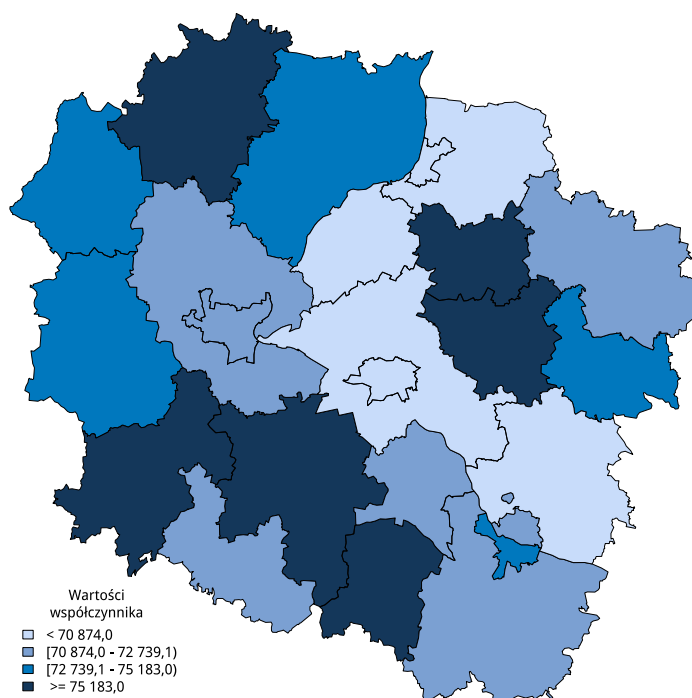 Wartości
współczynnika
< 70 874,0
[70 874,0 - 72 739,1)
[72 739,1 - 75 183,0)
>= 75 183,0